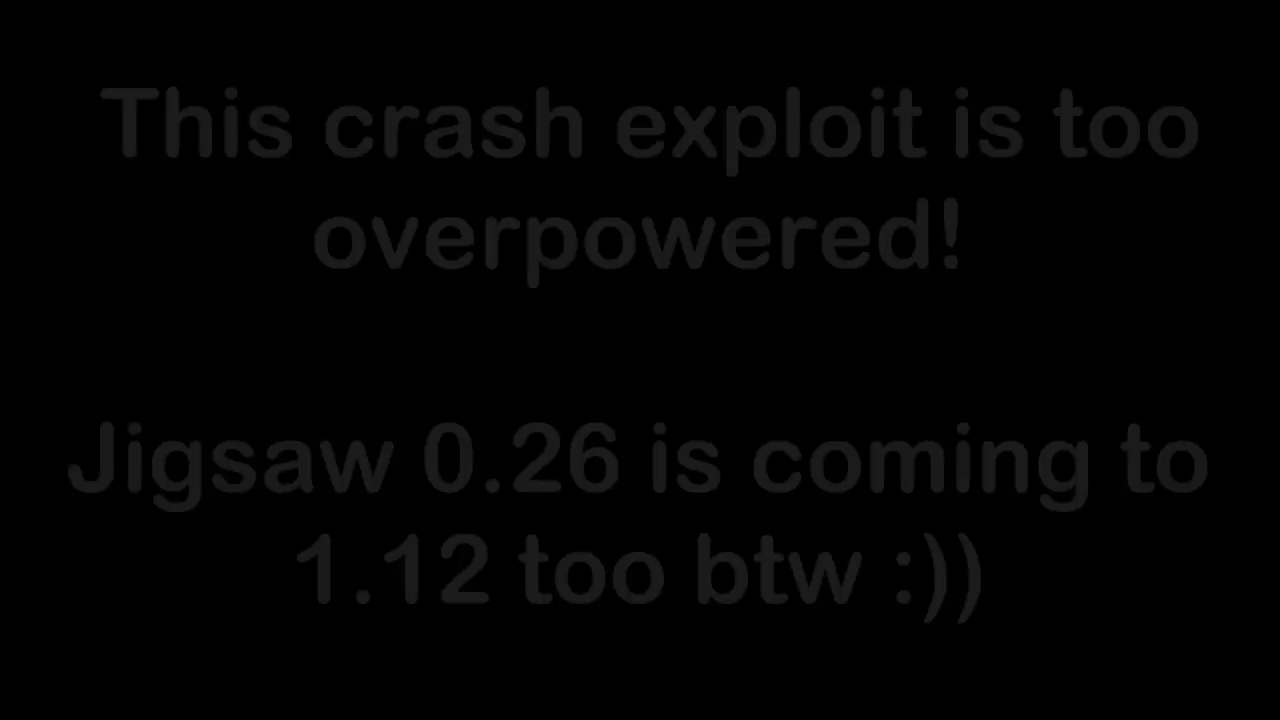 This crash exploit is too
overpowered!
Jigsaw 0.26 is coming to
1.12 too btw :))